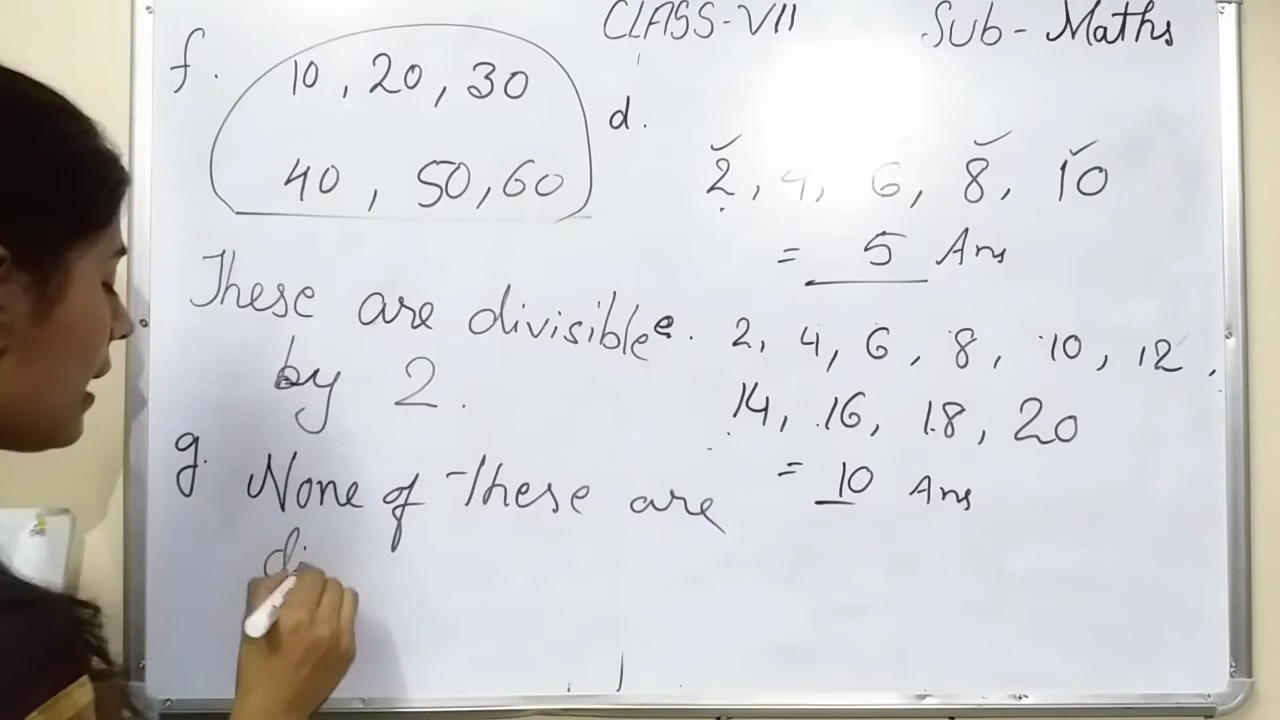 CLASS-VII Sub-Maths
f. 10, 20, 30
40, 50, 60
These are divisible
by 2.
g. None of these are
di
d.
2, 4, 6, 8, 10
= 5 Ans
e. 2, 4, 6, 8, 10, 12,
14, 16, 18, 20
= 10 Ans